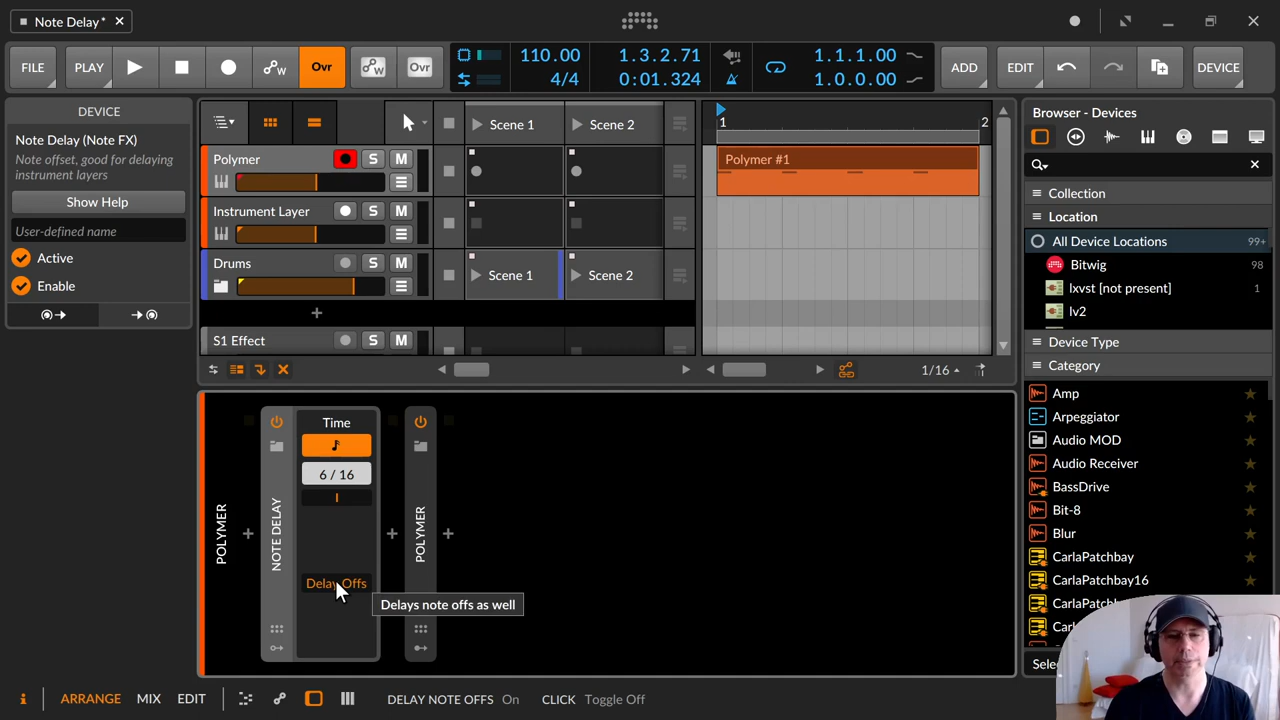 Note Delay*
FILE
PLAY
Ovr
Ovr
110.00
4/4
1.3.2.71
0:01.324
1.1.1.00
1.0.0.00
ADD
EDIT
DEVICE
DEVICE
Note Delay (Note FX)
Note offset, good for delaying
instrument layers
Show Help
User-defined name
Active
Enable
Scene 1
Scene 2
Polymer
S
M
Instrument Layer
S
M
Drums
S
M
Scene 1
Scene 2
+
S1 Effect
S
M
1
2
Polymer #1
1/16
POLYMER
+
NOTE DELAY
Time
6 / 16
Delay Offs
Delays note offs as well
+
POLYMER
+
Browser - Devices
Collection
Location
All Device Locations
99+
Bitwig
98
lxvst [not present]
1
lv2
Device Type
Category
Amp
Arpeggiator
Audio MOD
Audio Receiver
BassDrive
Bit-8
Blur
CarlaPatchbay
CarlaPatchbay16
i
ARRANGE
MIX
EDIT
DELAY NOTE OFFS On
CLICK Toggle Off